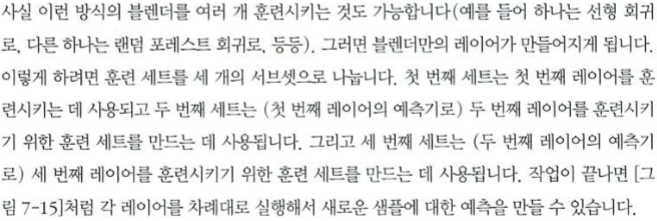 사실 이런 방식의 블렌더를 여러 개 훈련시키는 것도 가능합니다(예를 들어 하나는 선형 회귀
로, 다른 하나는 랜덤 포레스트 회귀로, 등등). 그러면 블렌더만의 레이어가 만들어지게 됩니다.
이렇게 하려면 훈련 세트를 세 개의 서브셋으로 나눕니다. 첫 번째 세트는 첫 번째 레이어를 훈
련시키는 데 사용되고 두 번째 세트는 (첫 번째 레이어의 예측기로) 두 번째 레이어를 훈련시키
기 위한 훈련 세트를 만드는 데 사용됩니다. 그리고 세 번째 세트는 (두 번째 레이어의 예측기
로) 세 번째 레이어를 훈련시키기 위한 훈련 세트를 만드는 데 사용됩니다. 작업이 끝나면 [그
림 7-15]처럼 각 레이어를 차례대로 실행해서 새로운 샘플에 대한 예측을 만들 수 있습니다.